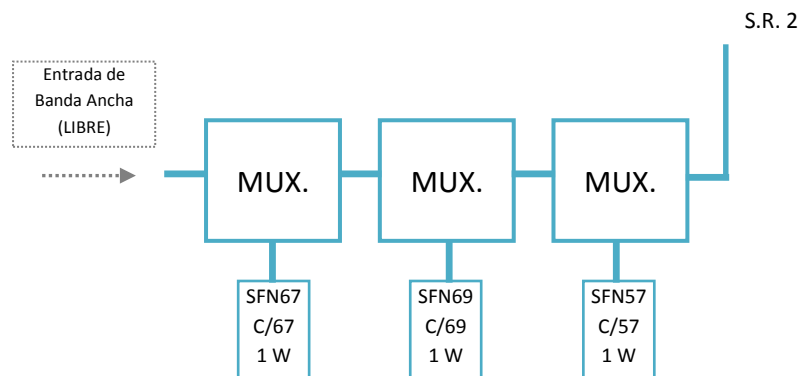 S.R. 2
Entrada de
Banda Ancha
(LIBRE)
MUX.
MUX.
MUX.
SFN67
C/67
1 W
SFN69
C/69
1 W
SFN57
C/57
1 W